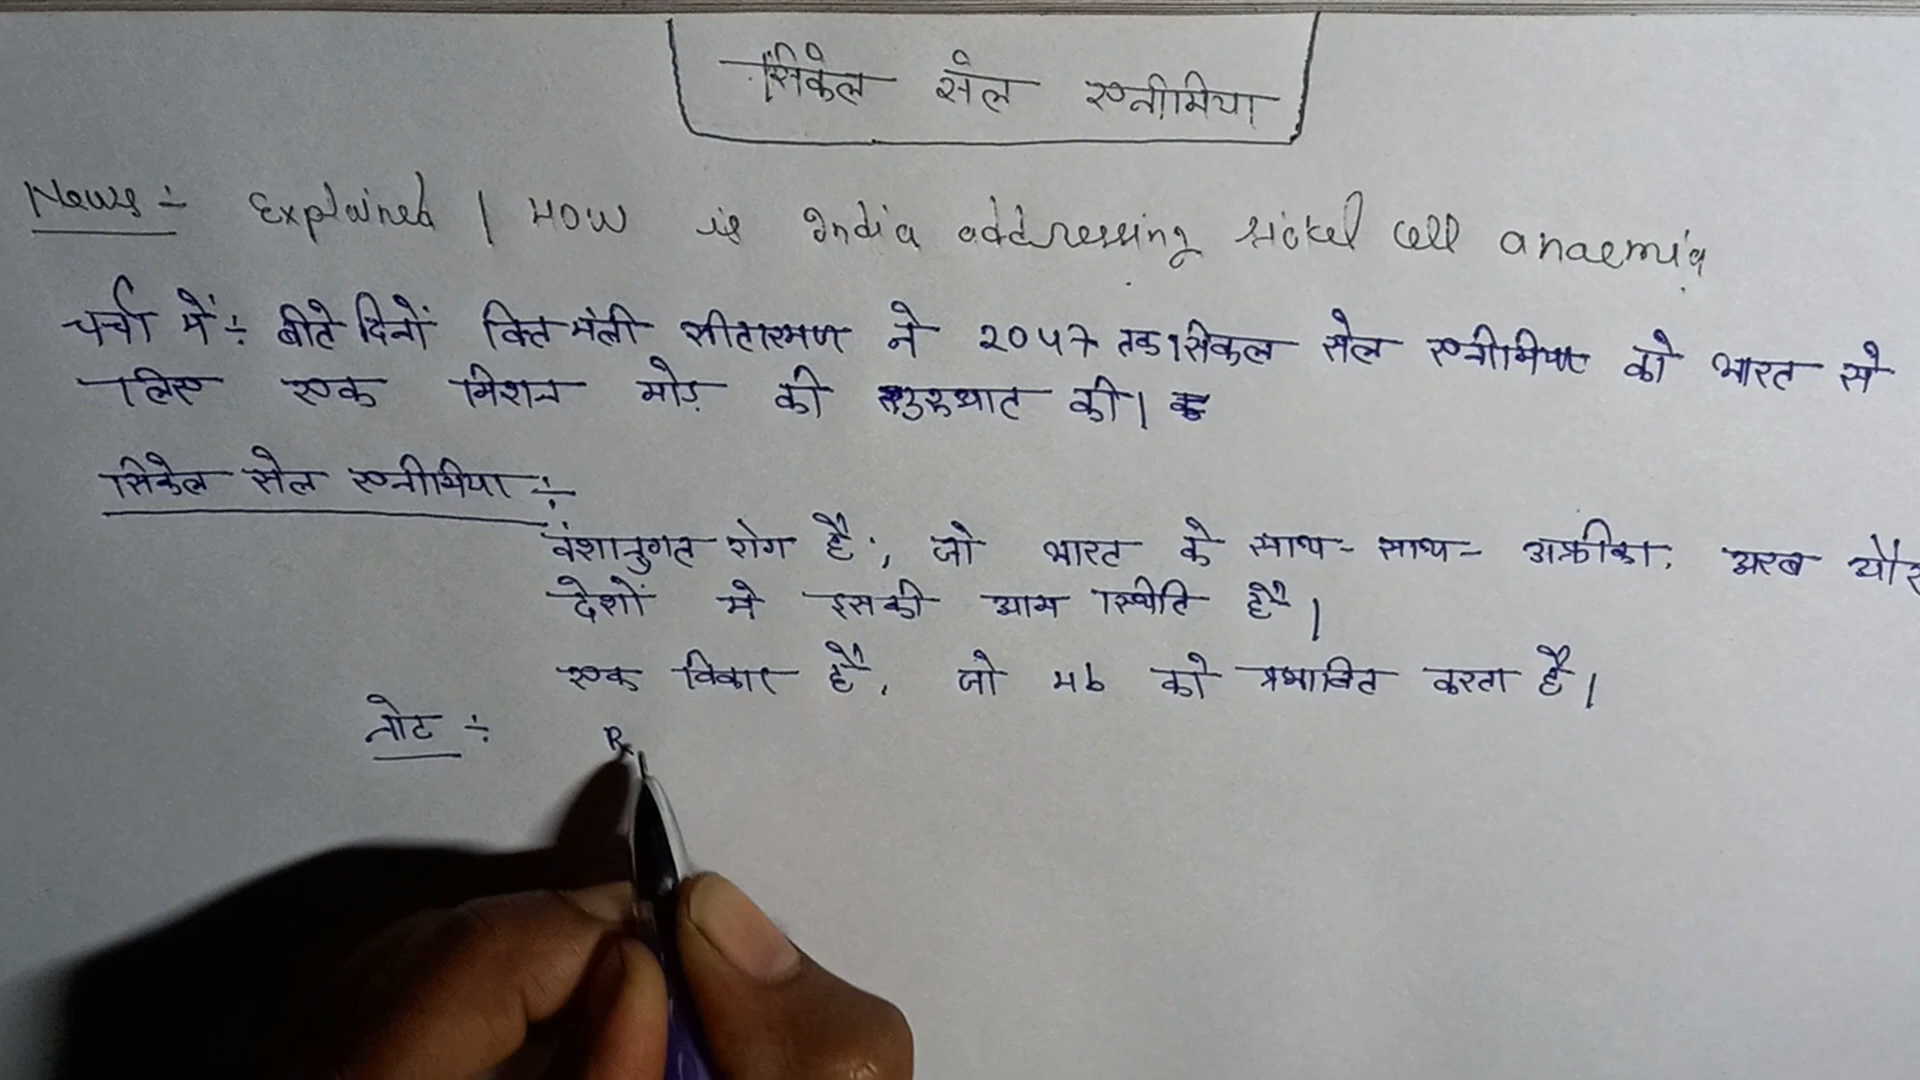 सिकेल सेल एनीमिया
News :- Explained | How is India addressing sickel cell anaemia
चर्चा में :- बीते दिनों वित्त मंत्री सीतारमण ने 2047 तक सिकल सेल एनीमिया को भारत से
लिए एक मिशन मोड की शुरुआत की।
सिकेल सेल एनीमिया :-
वंशानुगत रोग है, जो भारत के साथ-साथ अफ्रीका, अरब और
देशों मे इसकी आम स्थिति है।
एक विकार है, जो Hb को प्रभावित करता है।
नोट :- R